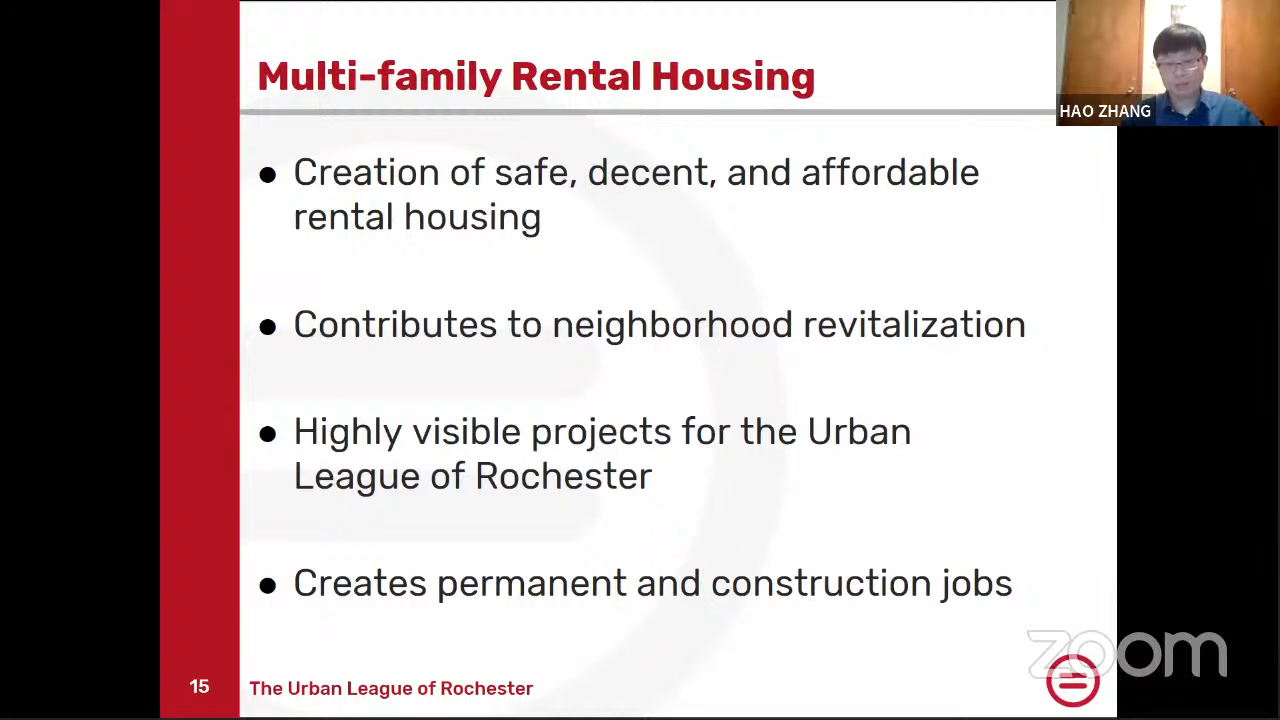 Multi-family Rental Housing
HAO ZHANG
● Creation of safe, decent, and affordable
rental housing
● Contributes to neighborhood revitalization
● Highly visible projects for the Urban
League of Rochester
● Creates permanent and construction jobs
zoom
15 The Urban League of Rochester